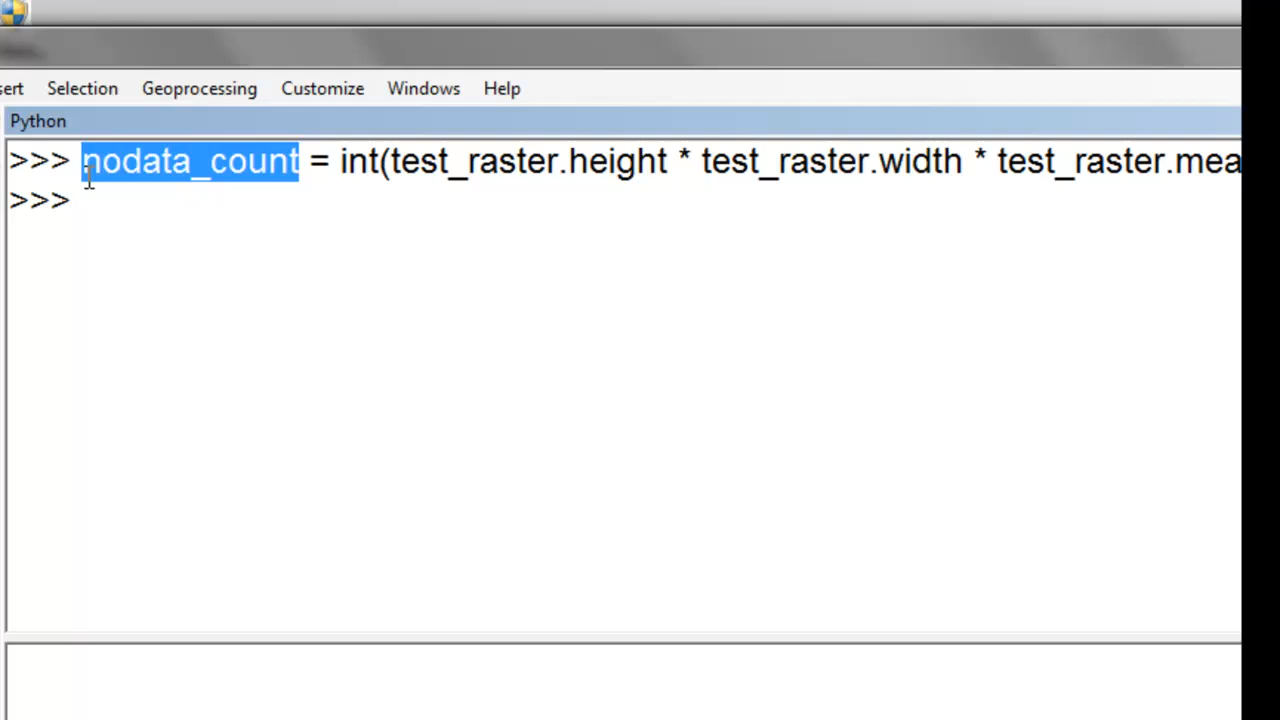 sert Selection Geoprocessing Customize Windows Help
Python
>>> nodata_count = int(test_raster.height * test_raster.width * test_raster.mea
>>>